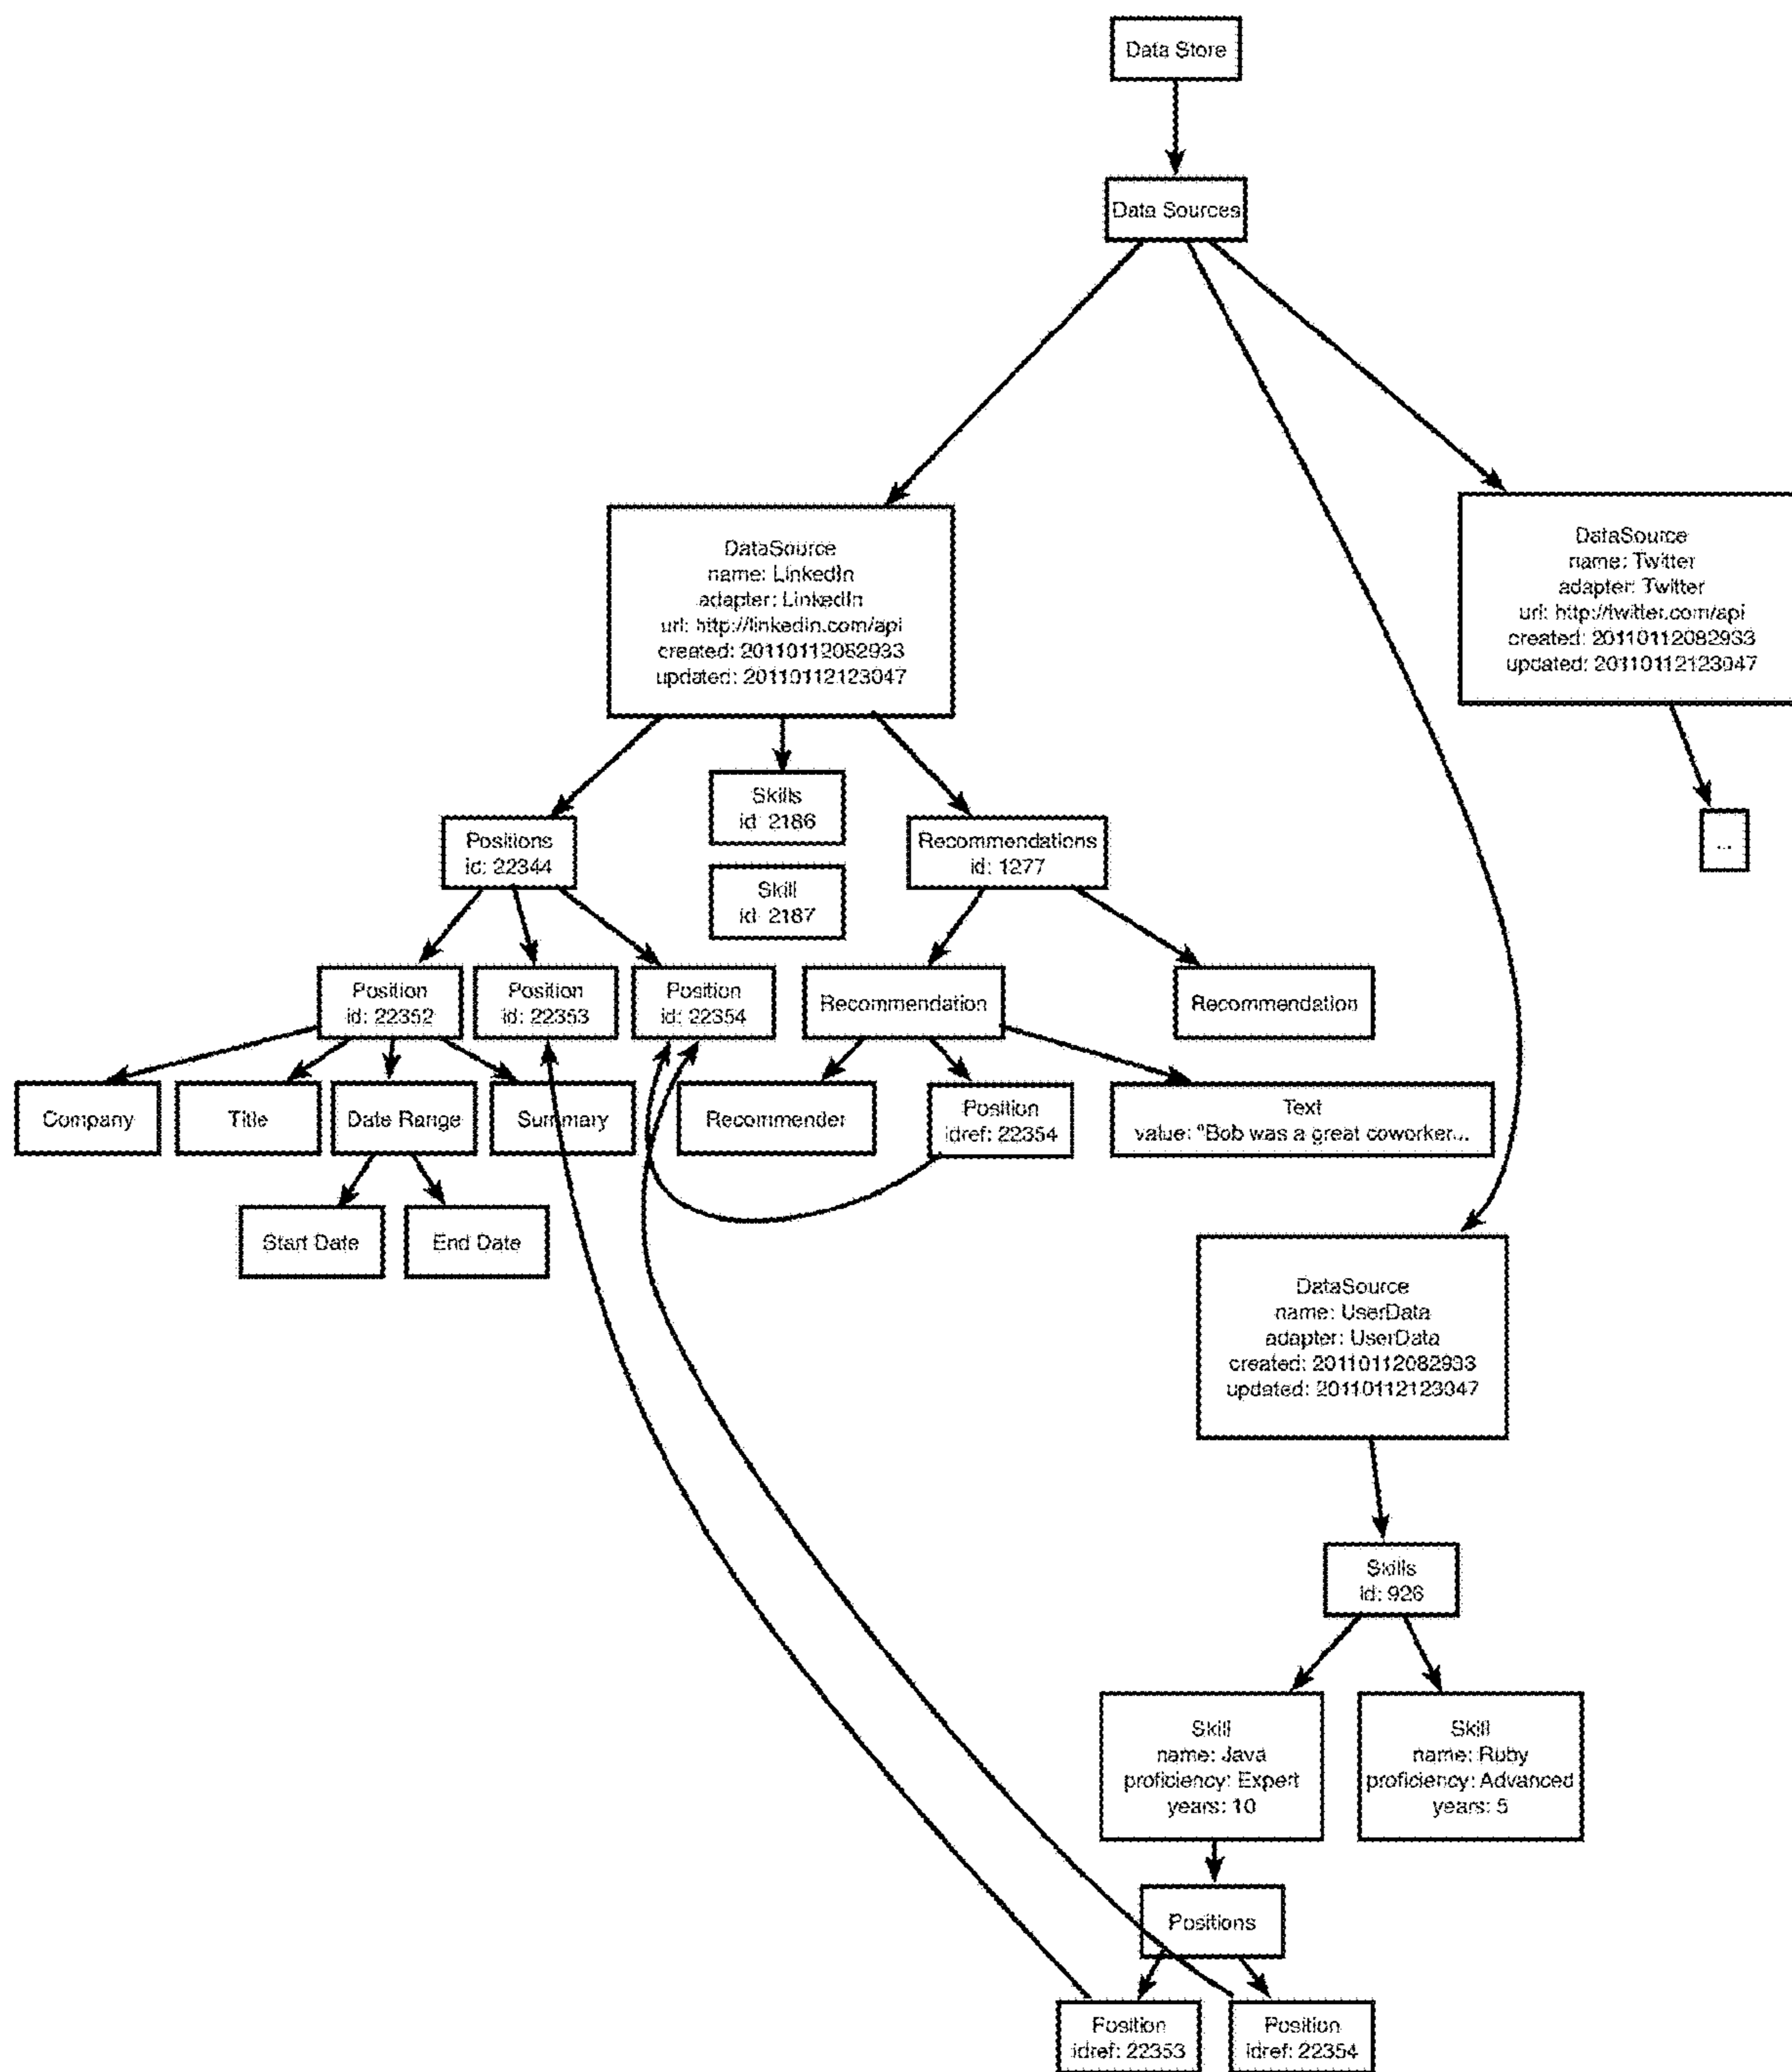 Data Store
Data Sources
DataSource
name: LinkedIn
adapter: LinkedIn
url: http://linkedin.com/api
created: 20110112082933
updated: 20110112123047
DataSource
name: Twitter
adapter: Twitter
url: http://twitter.com/api
created: 20110112082933
updated: 20110112123047
Skills
id: 2186
Positions
id: 22344
Recommendations
id: 1277
...
Skill
id: 2187
Position
id: 22352
Position
id: 22353
Position
id: 22354
Recommendation
Recommendation
Company
Title
Date Range
Summary
Recommender
Position
idref: 22354
Text
value: "Bob was a great coworker...
Start Date
End Date
DataSource
name: UserData
adapter: UserData
created: 20110112082933
updated: 20110112123047
Skills
id: 926
Skill
name: Java
proficiency: Expert
years: 10
Skill
name: Ruby
proficiency: Advanced
years: 5
Positions
Position
idref: 22353
Position
idref: 22354